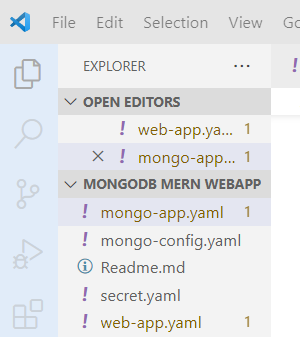 File Edit Selection View
EXPLORER ...
OPEN EDITORS
! web-app.ya... 1
! mongo-app... 1
MONGODB MERN WEBAPP
! mongo-app.yaml 1
! mongo-config.yaml
Readme.md
! secret.yaml
! web-app.yaml 1